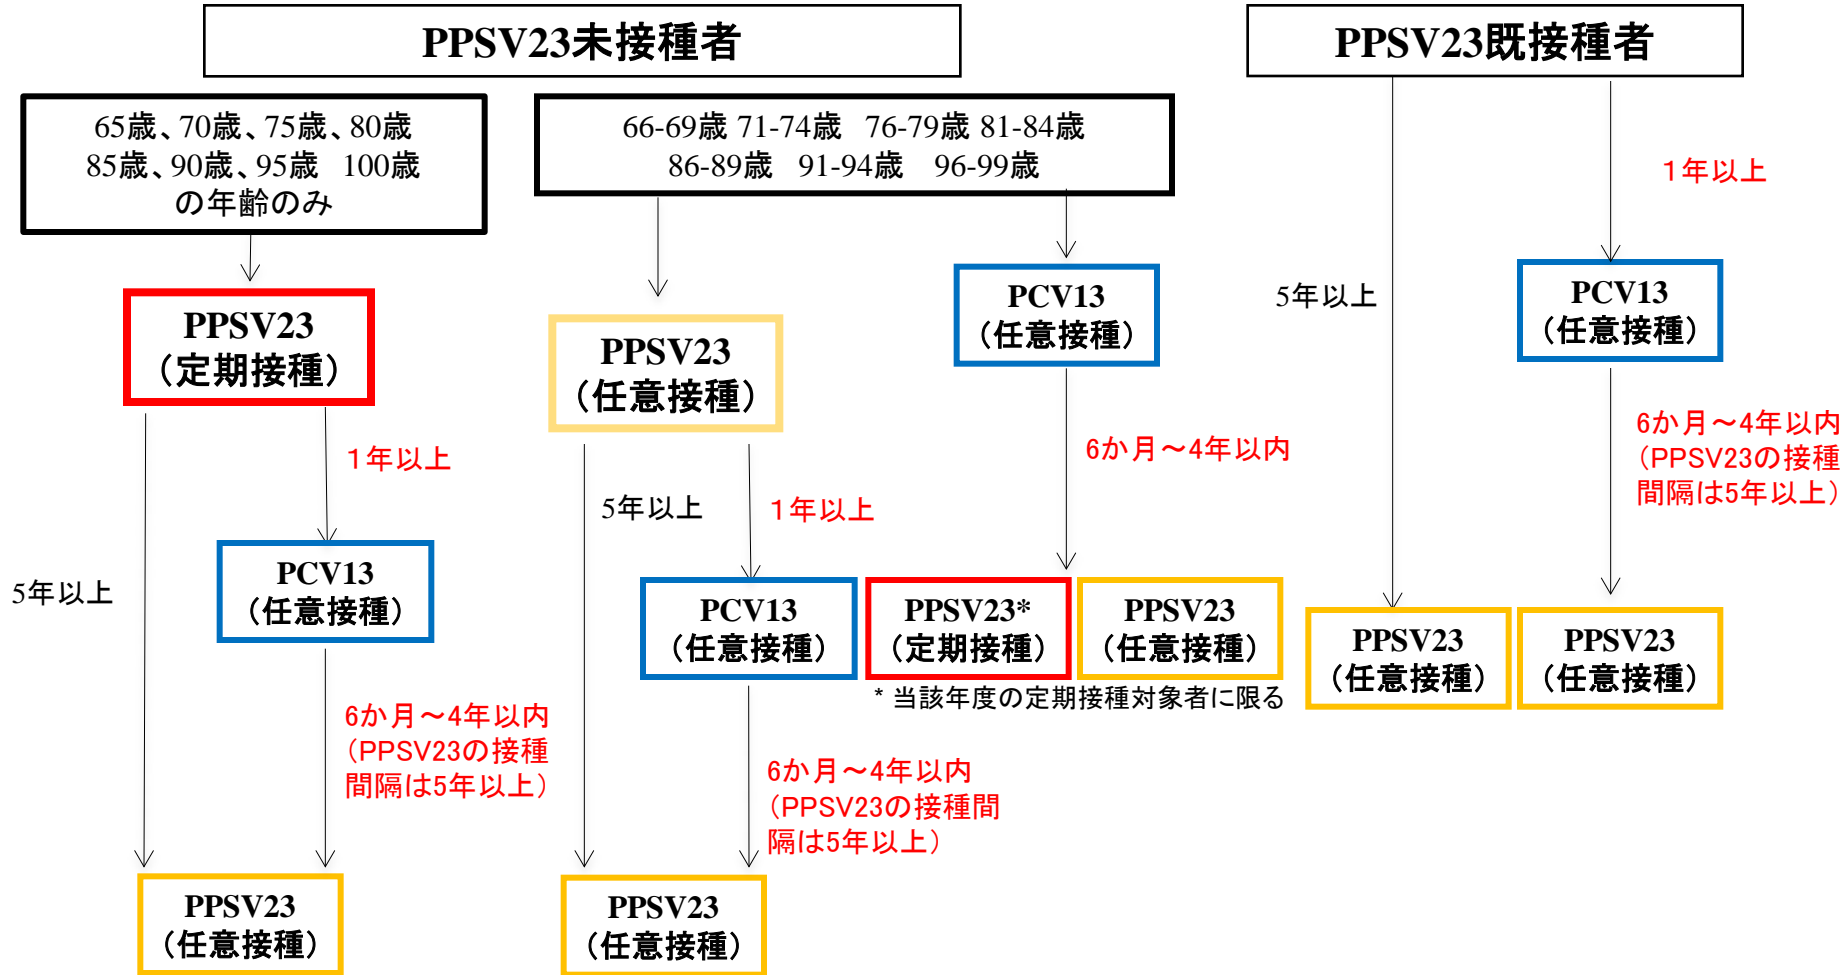 PPSV23未接種者
65歳、70歳、75歳、80歳
85歳、90歳、95歳 100歳
の年齢のみ
PPSV23
（定期接種）
5年以上
１年以上
PCV13
（任意接種）
6か月～4年以内
（PPSV23の接種
間隔は5年以上）
PPSV23
（任意接種）
66-69歳 71-74歳 76-79歳 81-84歳
86-89歳 91-94歳 96-99歳
PPSV23
（任意接種）
5年以上
１年以上
PCV13
（任意接種）
6か月～4年以内
（PPSV23の接種間
隔は5年以上）
PPSV23
（任意接種）
PCV13
（任意接種）
6か月～4年以内
PPSV23*
（定期接種）
PPSV23
（任意接種）
* 当該年度の定期接種対象者に限る
PPSV23既接種者
5年以上
１年以上
PCV13
（任意接種）
6か月～4年以内
（PPSV23の接種
間隔は5年以上）
PPSV23
（任意接種）
PPSV23
（任意接種）